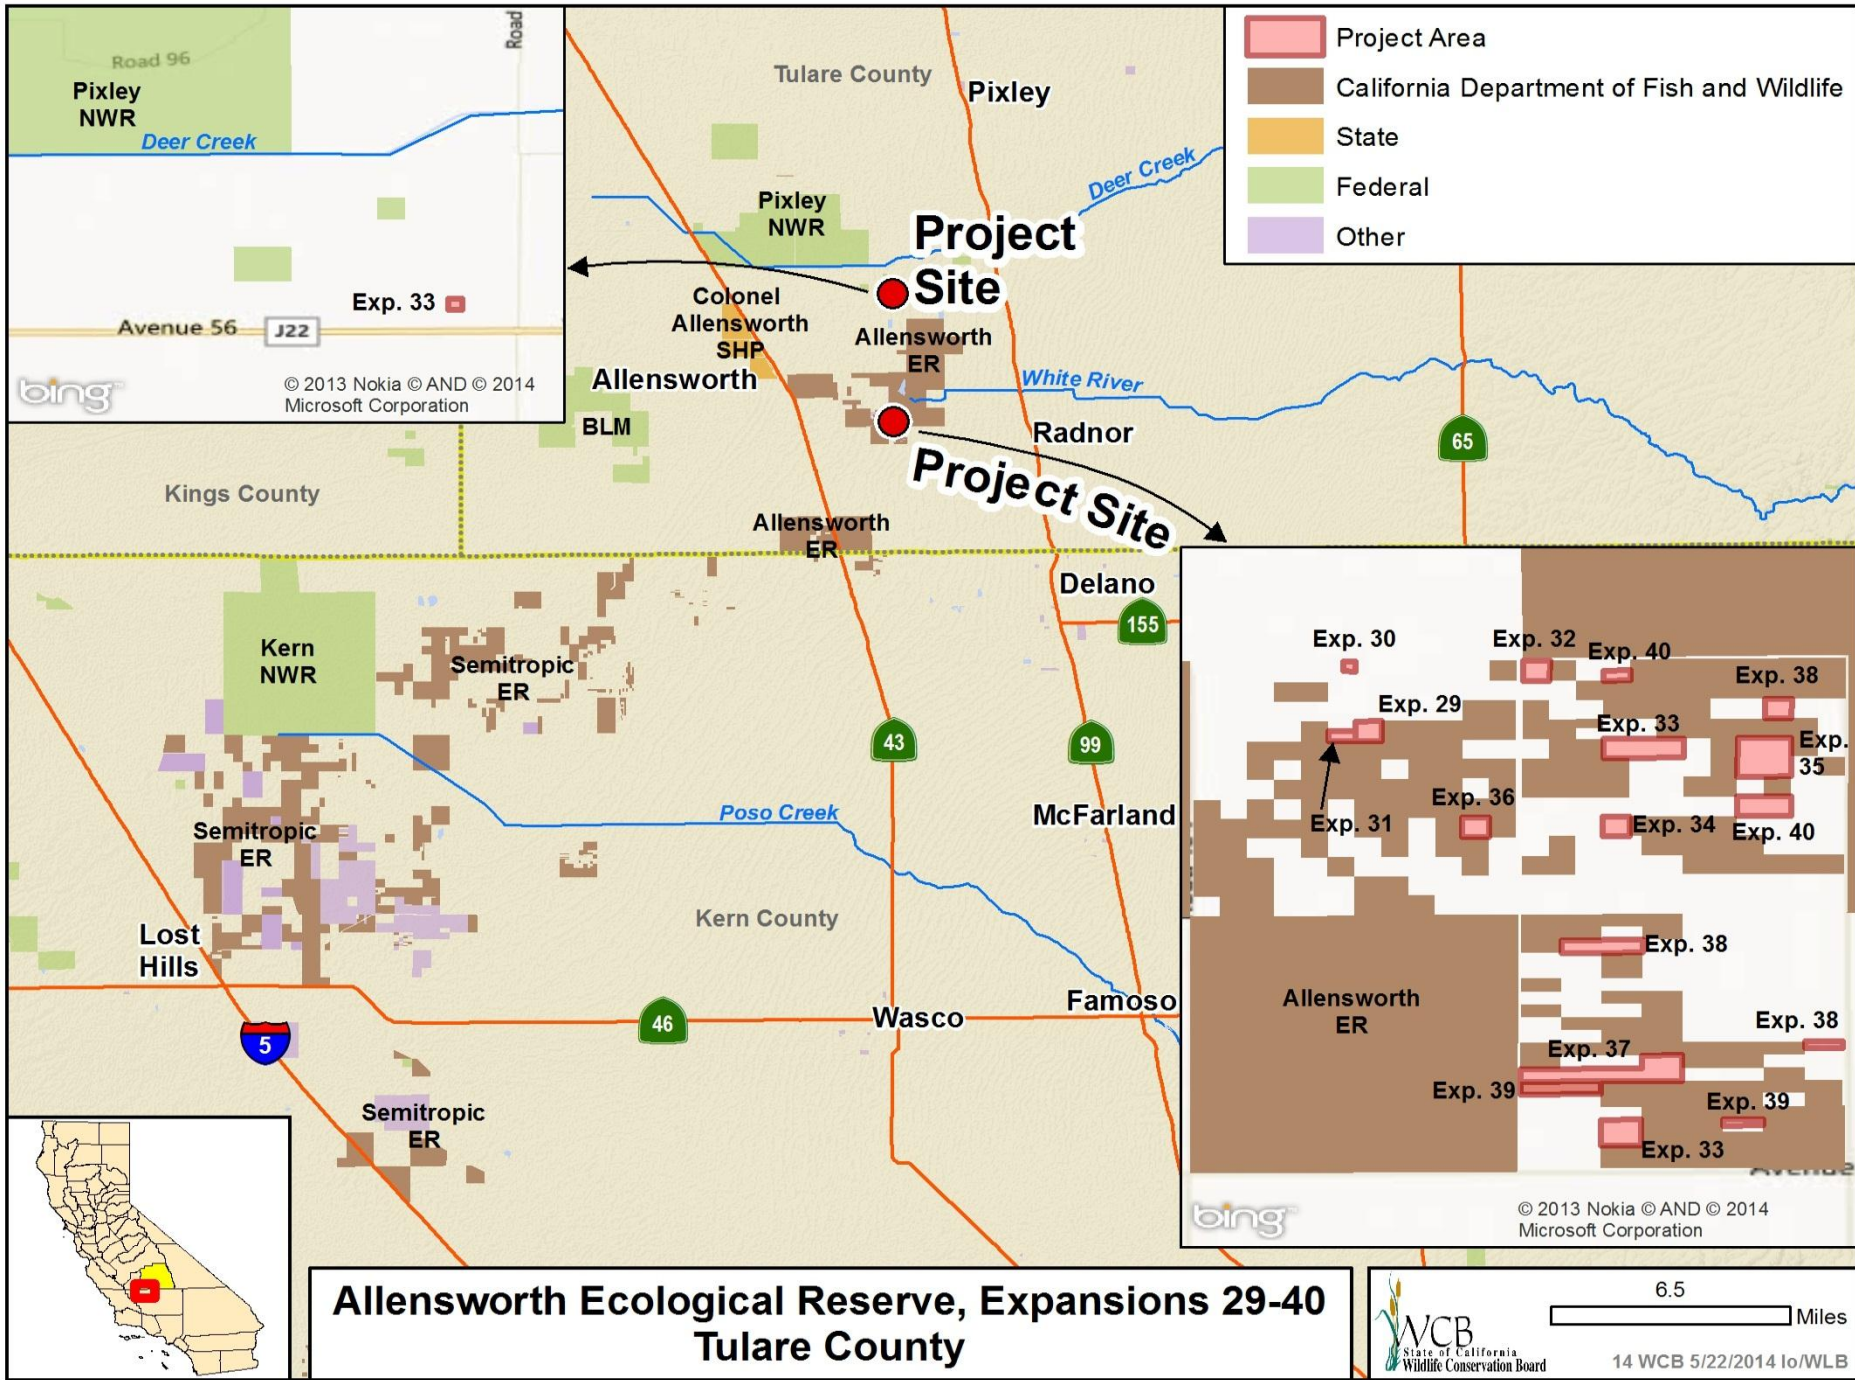 Road 96
Road
Pixley
NWR
Deer Creek
Exp. 33
Avenue 56
J22
bing
© 2013 Nokia © AND © 2014
Microsoft Corporation
Project Area
California Department of Fish and Wildlife
State
Federal
Other
Tulare County
Pixley
Deer Creek
Pixley
NWR
Project
Site
Colonel
Allensworth
SHP
Allensworth
ER
Allensworth
White River
BLM
Radnor
65
Project Site
Kings County
Allensworth
ER
Delano
155
Kern
NWR
Semitropic
ER
43
99
Poso Creek
McFarland
Semitropic
ER
Kern County
Lost
Hills
Famoso
Wasco
46
5
Semitropic
ER
Exp. 30
Exp. 32
Exp. 40
Exp. 38
Exp. 29
Exp. 33
Exp.
35
Exp. 36
Exp. 31
Exp. 34
Exp. 40
Exp. 38
Allensworth
ER
Exp. 38
Exp. 37
Exp. 39
Exp. 39
Exp. 33
Avenue
bing
© 2013 Nokia © AND © 2014
Microsoft Corporation
Allensworth Ecological Reserve, Expansions 29-40
Tulare County
WCB
State of California
Wildlife Conservation Board
6.5
Miles
14 WCB 5/22/2014 lo/WLB